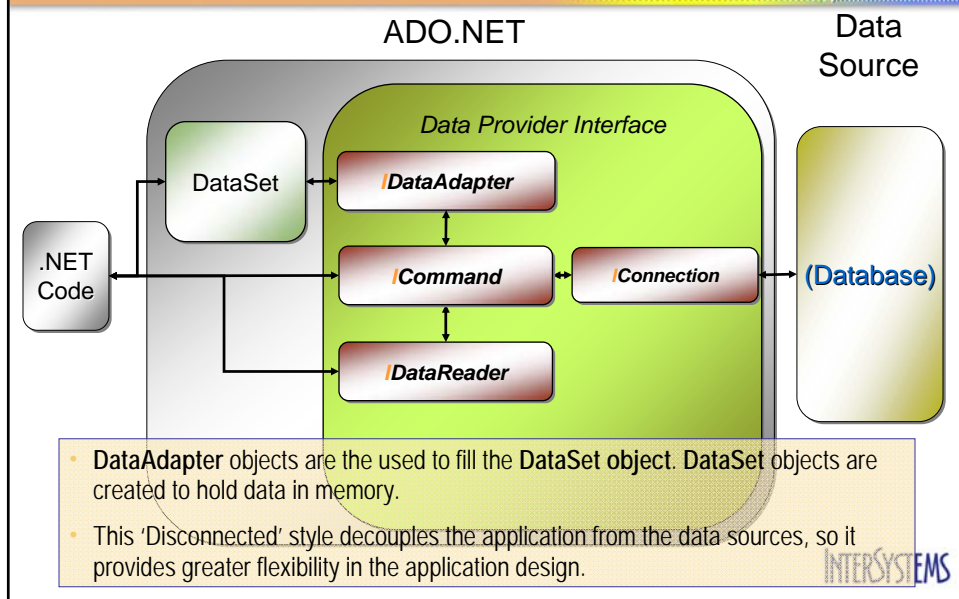 ADO.NET
Data
Source
Data Provider Interface
DataSet
IDataAdapter
.NET
Code
ICommand
IConnection
(Database)
IDataReader
• DataAdapter objects are the used to fill the DataSet object. DataSet objects are
created to hold data in memory.
• This ‘Disconnected’ style decouples the application from the data sources, so it
provides greater flexibility in the application design.
INTERSYSTEMS